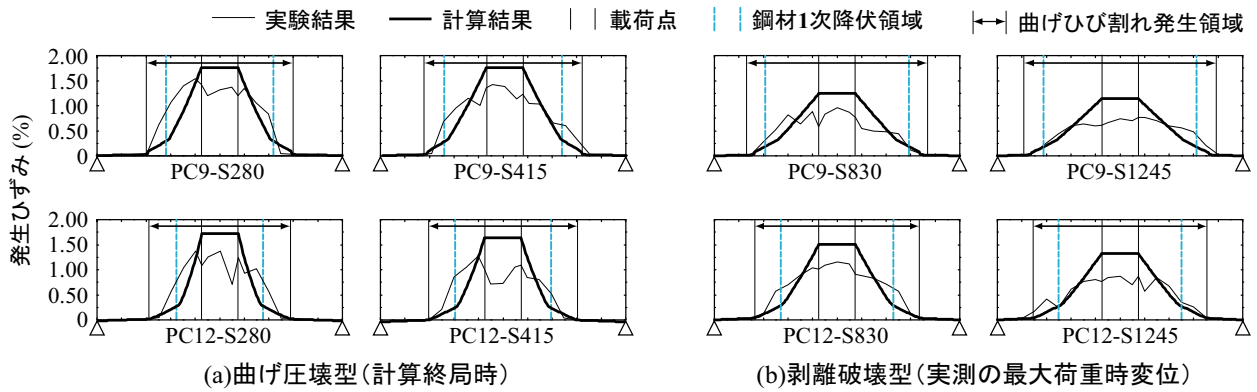 実験結果 計算結果 載荷点 鋼材1次降伏領域 曲げひび割れ発生領域
発生ひずみ (%)
2.00
1.50
1.00
0.50
0
PC9-S280 PC9-S415 PC9-S830 PC9-S1245
2.00
1.50
1.00
0.50
0
PC12-S280 PC12-S415 PC12-S830 PC12-S1245
(a)曲げ圧壊型(計算終局時) (b)剥離破壊型(実測の最大荷重時変位)